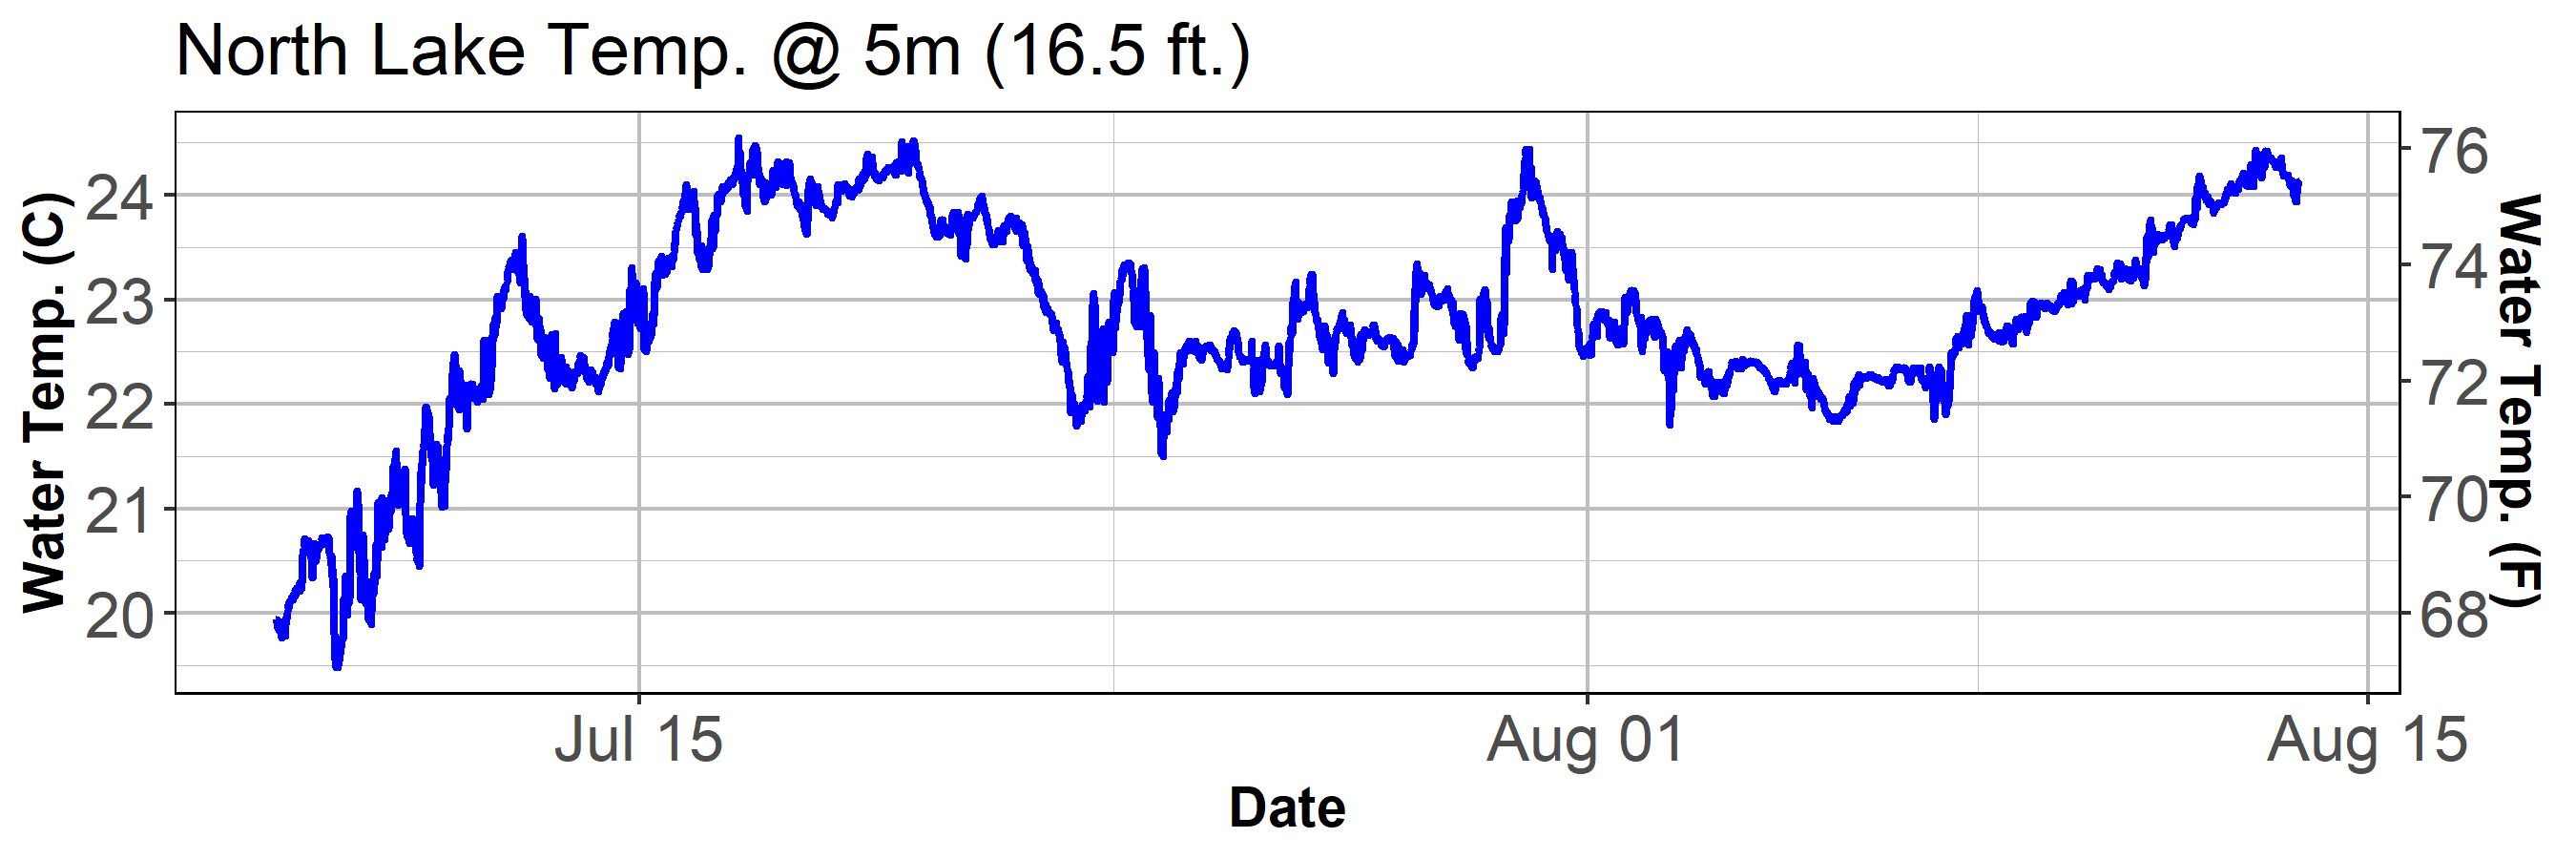 North Lake Temp. @ 5m (16.5 ft.)
Water Temp. (C)
24
23
22
21
20
76
74
72
70
68
Water Temp. (F)
Jul 15
Aug 01
Aug 15
Date